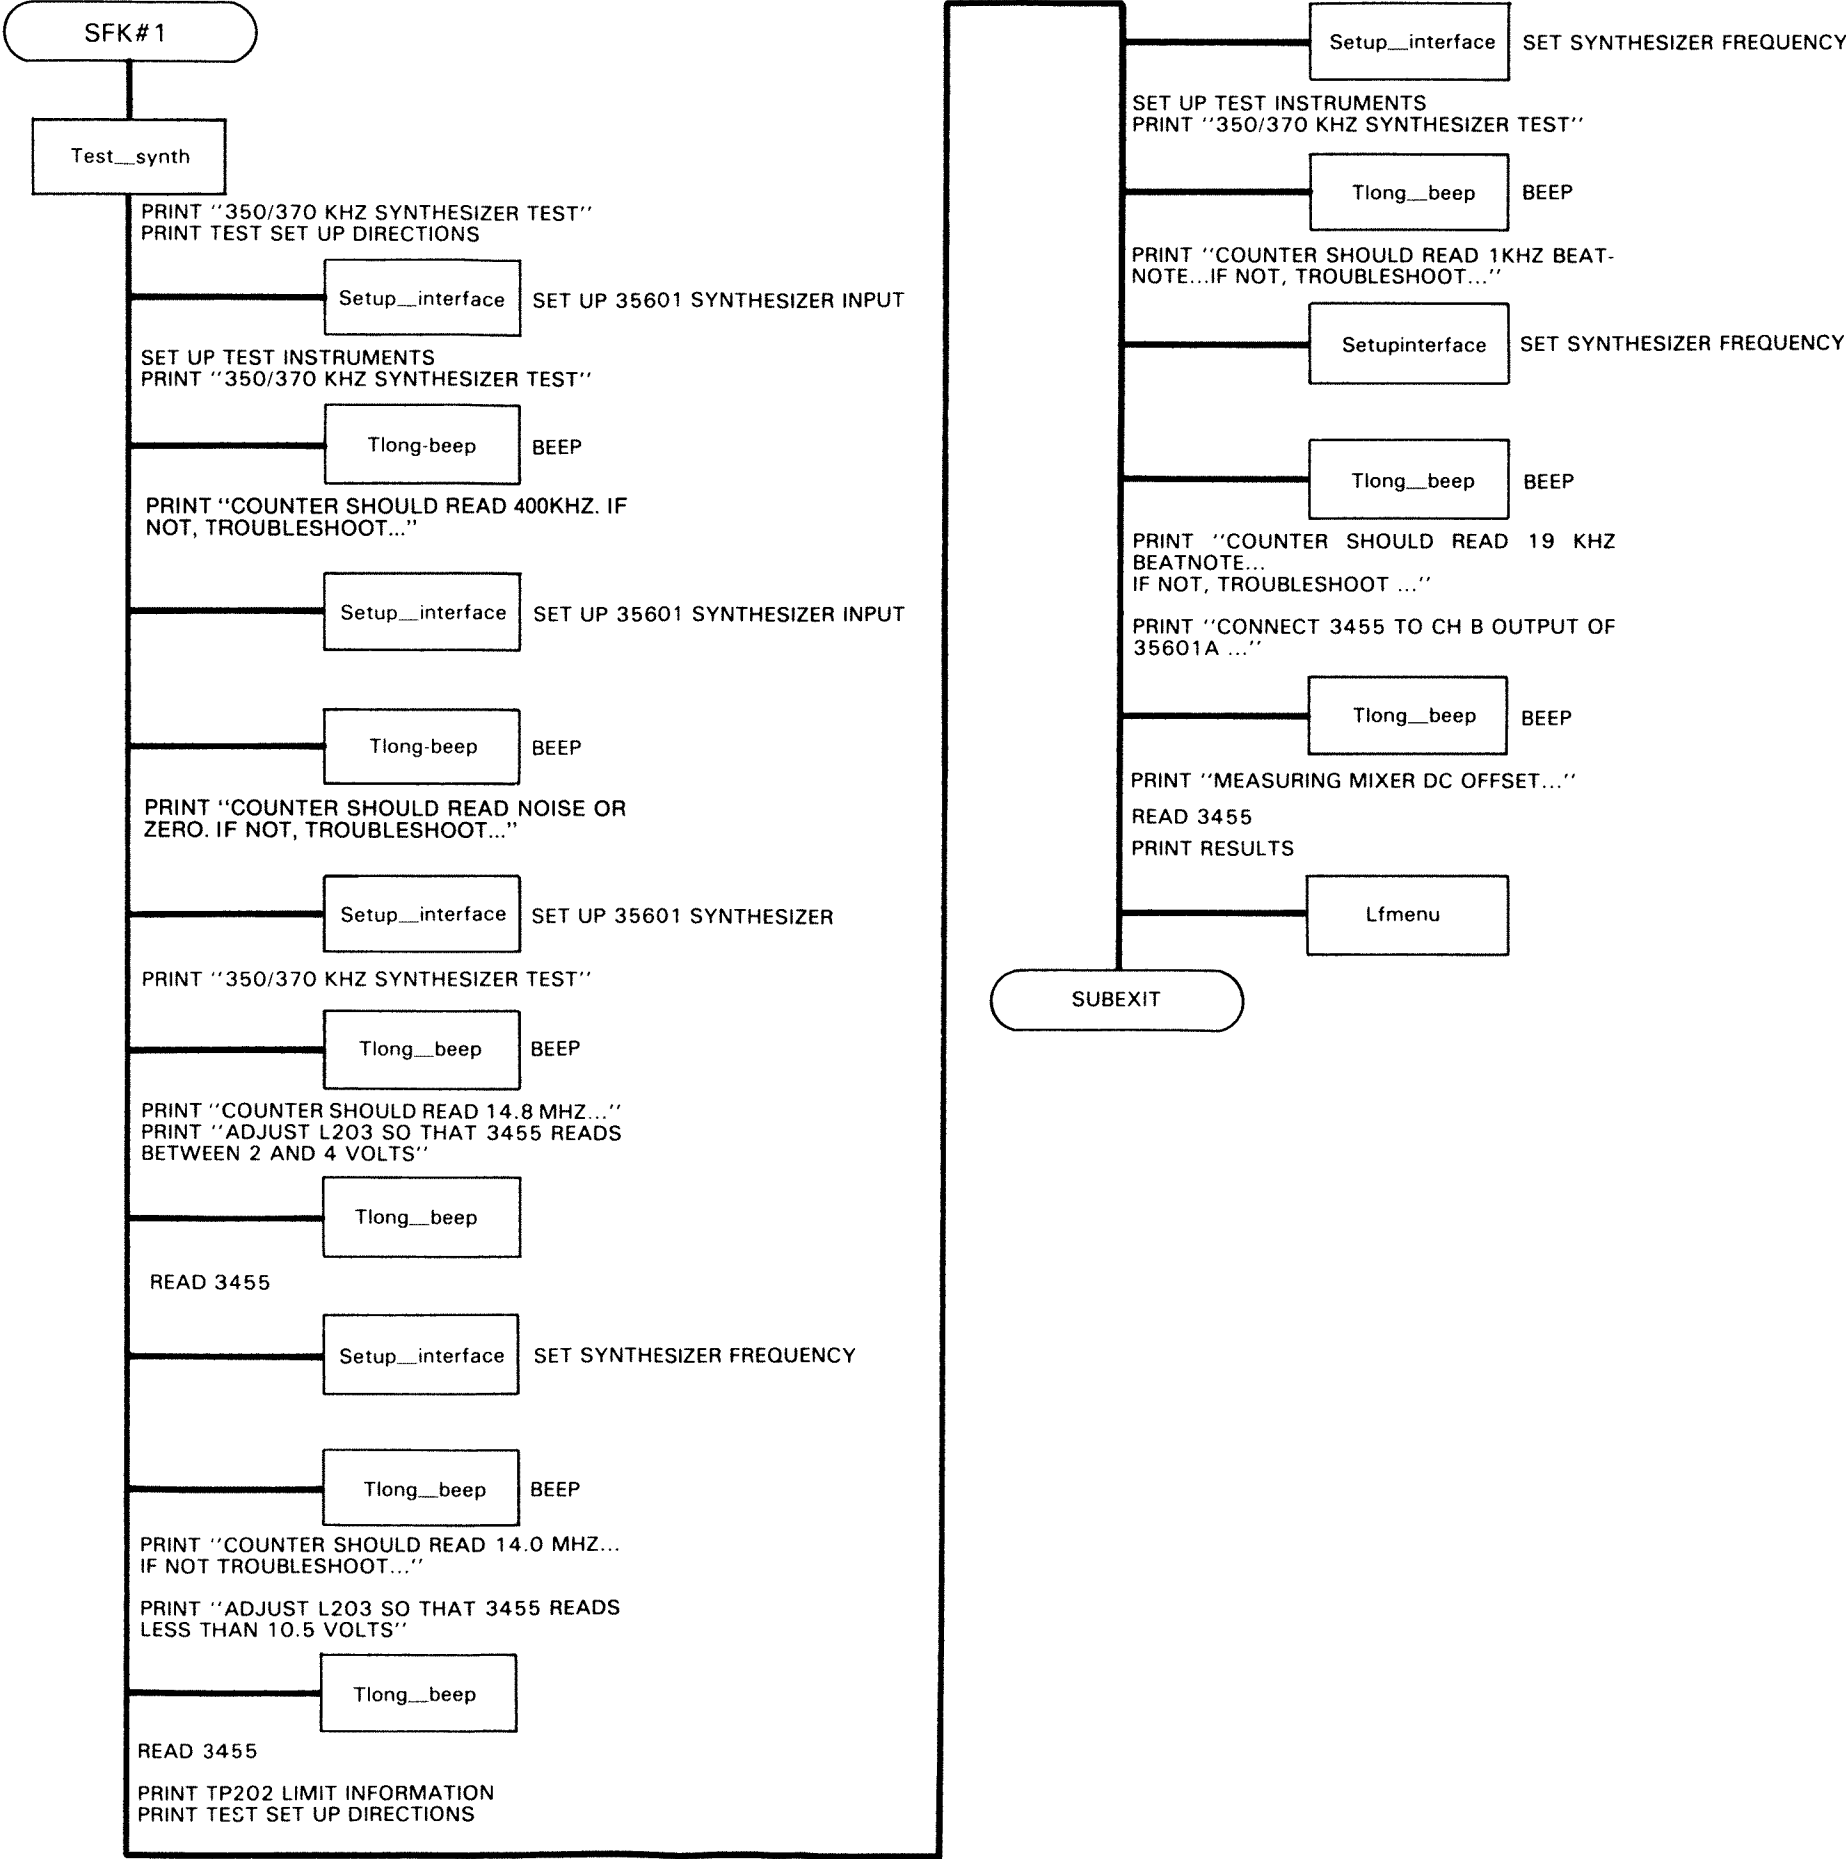 SFK#1
Test__synth
PRINT "350/370 KHZ SYNTHESIZER TEST"
PRINT TEST SET UP DIRECTIONS
Setup__interface SET UP 35601 SYNTHESIZER INPUT
SET UP TEST INSTRUMENTS
PRINT "350/370 KHZ SYNTHESIZER TEST"
Tlong-beep BEEP
PRINT "COUNTER SHOULD READ 400KHZ. IF
NOT, TROUBLESHOOT..."
Setup__interface SET UP 35601 SYNTHESIZER INPUT
Tlong-beep BEEP
PRINT "COUNTER SHOULD READ NOISE OR
ZERO. IF NOT, TROUBLESHOOT..."
Setup__interface SET UP 35601 SYNTHESIZER
PRINT "350/370 KHZ SYNTHESIZER TEST"
Tlong__beep BEEP
PRINT "COUNTER SHOULD READ 14.8 MHZ..."
PRINT "ADJUST L203 SO THAT 3455 READS
BETWEEN 2 AND 4 VOLTS"
Tlong__beep
READ 3455
Setup__interface SET SYNTHESIZER FREQUENCY
Tlong__beep BEEP
PRINT "COUNTER SHOULD READ 14.0 MHZ...
IF NOT TROUBLESHOOT..."
PRINT "ADJUST L203 SO THAT 3455 READS
LESS THAN 10.5 VOLTS"
Tlong__beep
READ 3455
PRINT TP202 LIMIT INFORMATION
PRINT TEST SET UP DIRECTIONS
Setup__interface SET SYNTHESIZER FREQUENCY
SET UP TEST INSTRUMENTS
PRINT "350/370 KHZ SYNTHESIZER TEST"
Tlong__beep BEEP
PRINT "COUNTER SHOULD READ 1KHZ BEAT-
NOTE...IF NOT, TROUBLESHOOT..."
Setupinterface SET SYNTHESIZER FREQUENCY
Tlong__beep BEEP
PRINT "COUNTER SHOULD READ 19 KHZ
BEATNOTE...
IF NOT, TROUBLESHOOT ..."
PRINT "CONNECT 3455 TO CH B OUTPUT OF
35601A ..."
Tlong__beep BEEP
PRINT "MEASURING MIXER DC OFFSET..."
READ 3455
PRINT RESULTS
Lfmenu
SUBEXIT